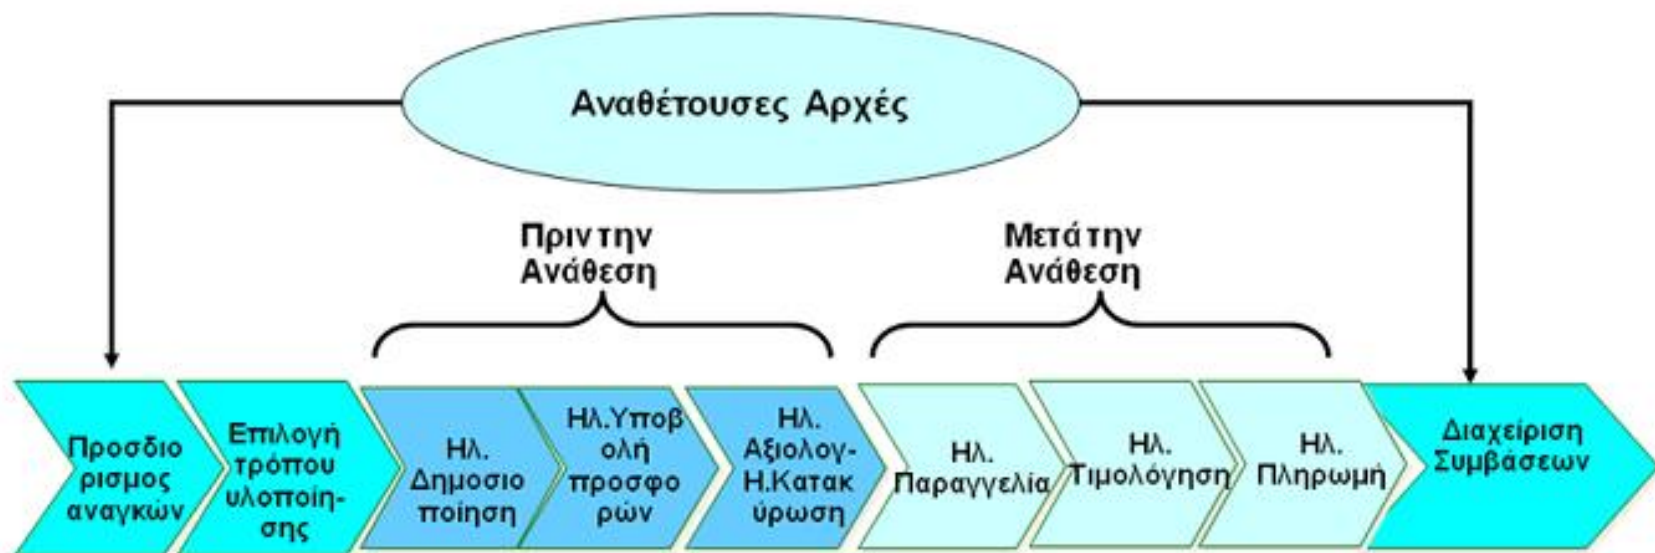 Αναθέτουσες Αρχές
Πριν την
Ανάθεση
Μετά την
Ανάθεση
Προσδιο
ρισμος
αναγκών
Επιλογή
τρόπου
υλοποίη-
σης
Ηλ.
Δημοσιο
ποίηση
Ηλ.Υποβ
ολή
προσφο
ρών
Ηλ.
Αξιολογ-
Η.Κατακ
ύρωση
Ηλ.
Παραγγελία
Ηλ.
Τιμολόγηση
Ηλ.
Πληρωμή
Διαχείριση
Συμβάσεων